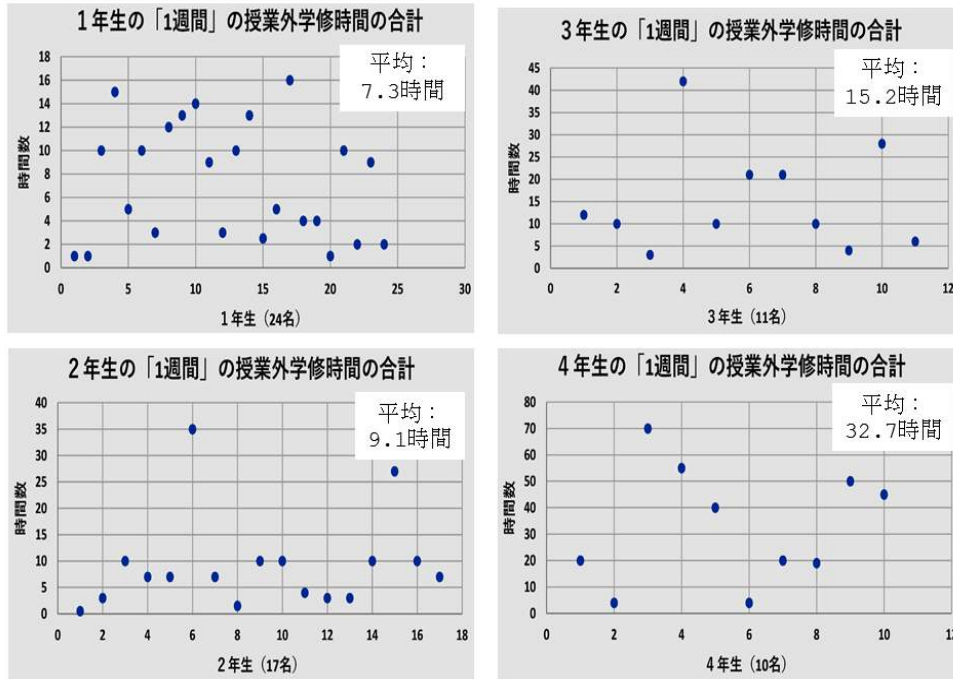 1年生の「1週間」の授業外学修時間の合計
平均：
7.3時間
時間数
18
16
14
12
10
8
6
4
2
0
0 5 10 15 20 25 30
1年生（24名）
3年生の「1週間」の授業外学修時間の合計
平均：
15.2時間
時間数
45
40
35
30
25
20
15
10
5
0
0 2 4 6 8 10 12
3年生（11名）
2年生の「1週間」の授業外学修時間の合計
平均：
9.1時間
時間数
40
35
30
25
20
15
10
5
0
0 2 4 6 8 10 12 14 16 18
2年生（17名）
4年生の「1週間」の授業外学修時間の合計
平均：
32.7時間
時間数
80
70
60
50
40
30
20
10
0
0 2 4 6 8 10 12
4年生（10名）